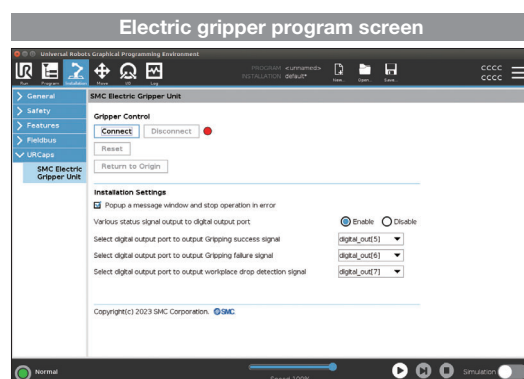 Electric gripper program screen
Universal Robots Graphical Programming Environment
UR
Run Program Installation Move I/O Log
PROGRAM <unnamed>
INSTALLATION default*
New... Open... Save...
CCCC
CCCC
General
Safety
Features
Fieldbus
URCaps
SMC Electric
Gripper Unit
SMC Electric Gripper Unit
Gripper Control
Connect Disconnect
Reset
Return to Origin
Installation Settings
Popup a message window and stop operation in error
Various status signal output to digital output port Enable Disable
Select digital output port to output Gripping success signal digital_out[5]
Select digital output port to output Gripping failure signal digital_out[6]
Select digital output port to output workplace drop detection signal digital_out[7]
Copyright(c) 2023 SMC Corporation. SMC
Normal
Speed 100%
Simulation